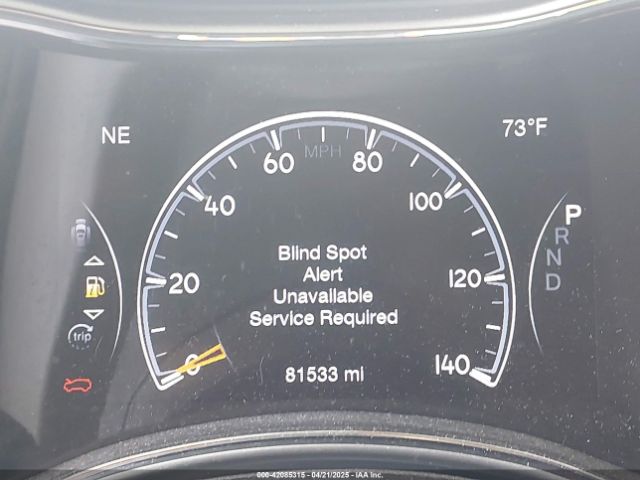 NE
73°F
MPH
0
20
40
60
80
100
120
140
P
R
N
D
trip
Blind Spot
Alert
Unavailable
Service Required
81533 mi
000-42085315 - 04/21/2025 - IAA Inc.